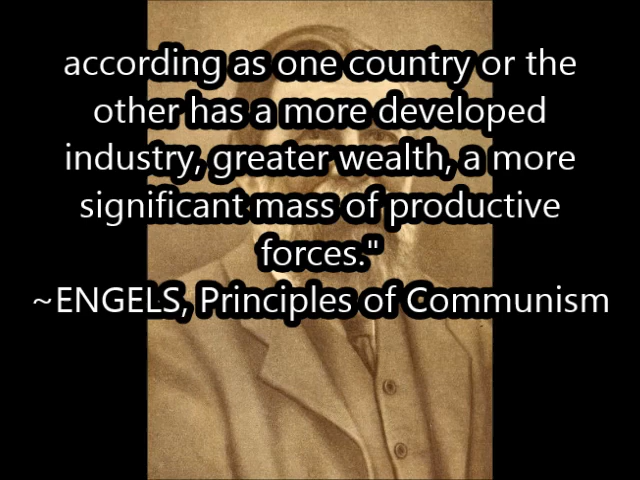 according as one country or the
other has a more developed
industry, greater wealth, a more
significant mass of productive
forces."
~ENGELS, Principles of Communism